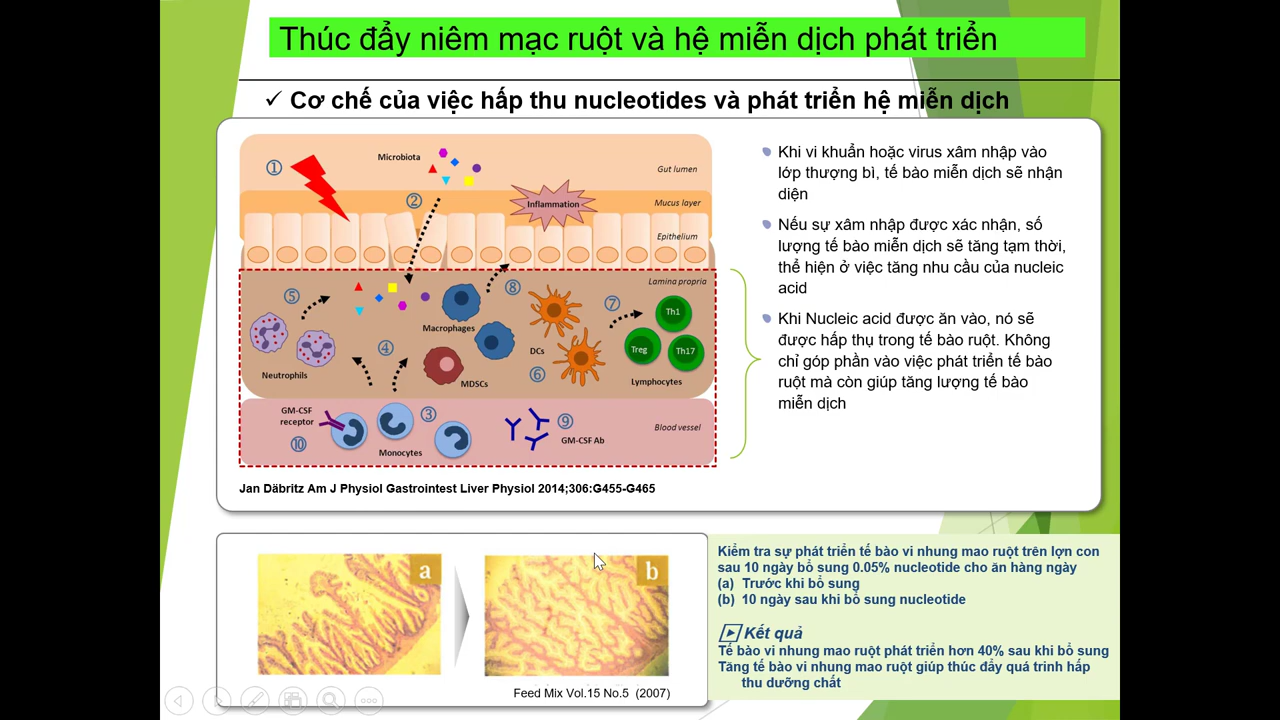 Thúc đẩy niêm mạc ruột và hệ miễn dịch phát triển
✓ Cơ chế của việc hấp thu nucleotides và phát triển hệ miễn dịch
①
Microbiota
Gut lumen
②
Inflammation
Mucus layer
Epithelium
Lamina propria
⑤
⑧
⑦
Macrophages
Th1
④
DCs
Treg
Th17
Neutrophils
MDSCs
⑥
Lymphocytes
GM-CSF
receptor
③
⑨
Blood vessel
⑩
Monocytes
GM-CSF Ab
Jan Däbritz Am J Physiol Gastrointest Liver Physiol 2014;306:G455-G465
Khi vi khuẩn hoặc virus xâm nhập vào
lớp thượng bì, tế bào miễn dịch sẽ nhận
diện
Nếu sự xâm nhập được xác nhận, số
lượng tế bào miễn dịch sẽ tăng tạm thời,
thể hiện ở việc tăng nhu cầu của nucleic
acid
Khi Nucleic acid được ăn vào, nó sẽ
được hấp thụ trong tế bào ruột. Không
chỉ góp phần vào việc phát triển tế bào
ruột mà còn giúp tăng lượng tế bào
miễn dịch
a
b
Feed Mix Vol.15 No.5 (2007)
Kiểm tra sự phát triển tế bào vi nhung mao ruột trên lợn con
sau 10 ngày bổ sung 0.05% nucleotide cho ăn hàng ngày
(a) Trước khi bổ sung
(b) 10 ngày sau khi bổ sung nucleotide
Kết quả
Tế bào vi nhung mao ruột phát triển hơn 40% sau khi bổ sung
Tăng tế bào vi nhung mao ruột giúp thúc đẩy quá trình hấp
thu dưỡng chất